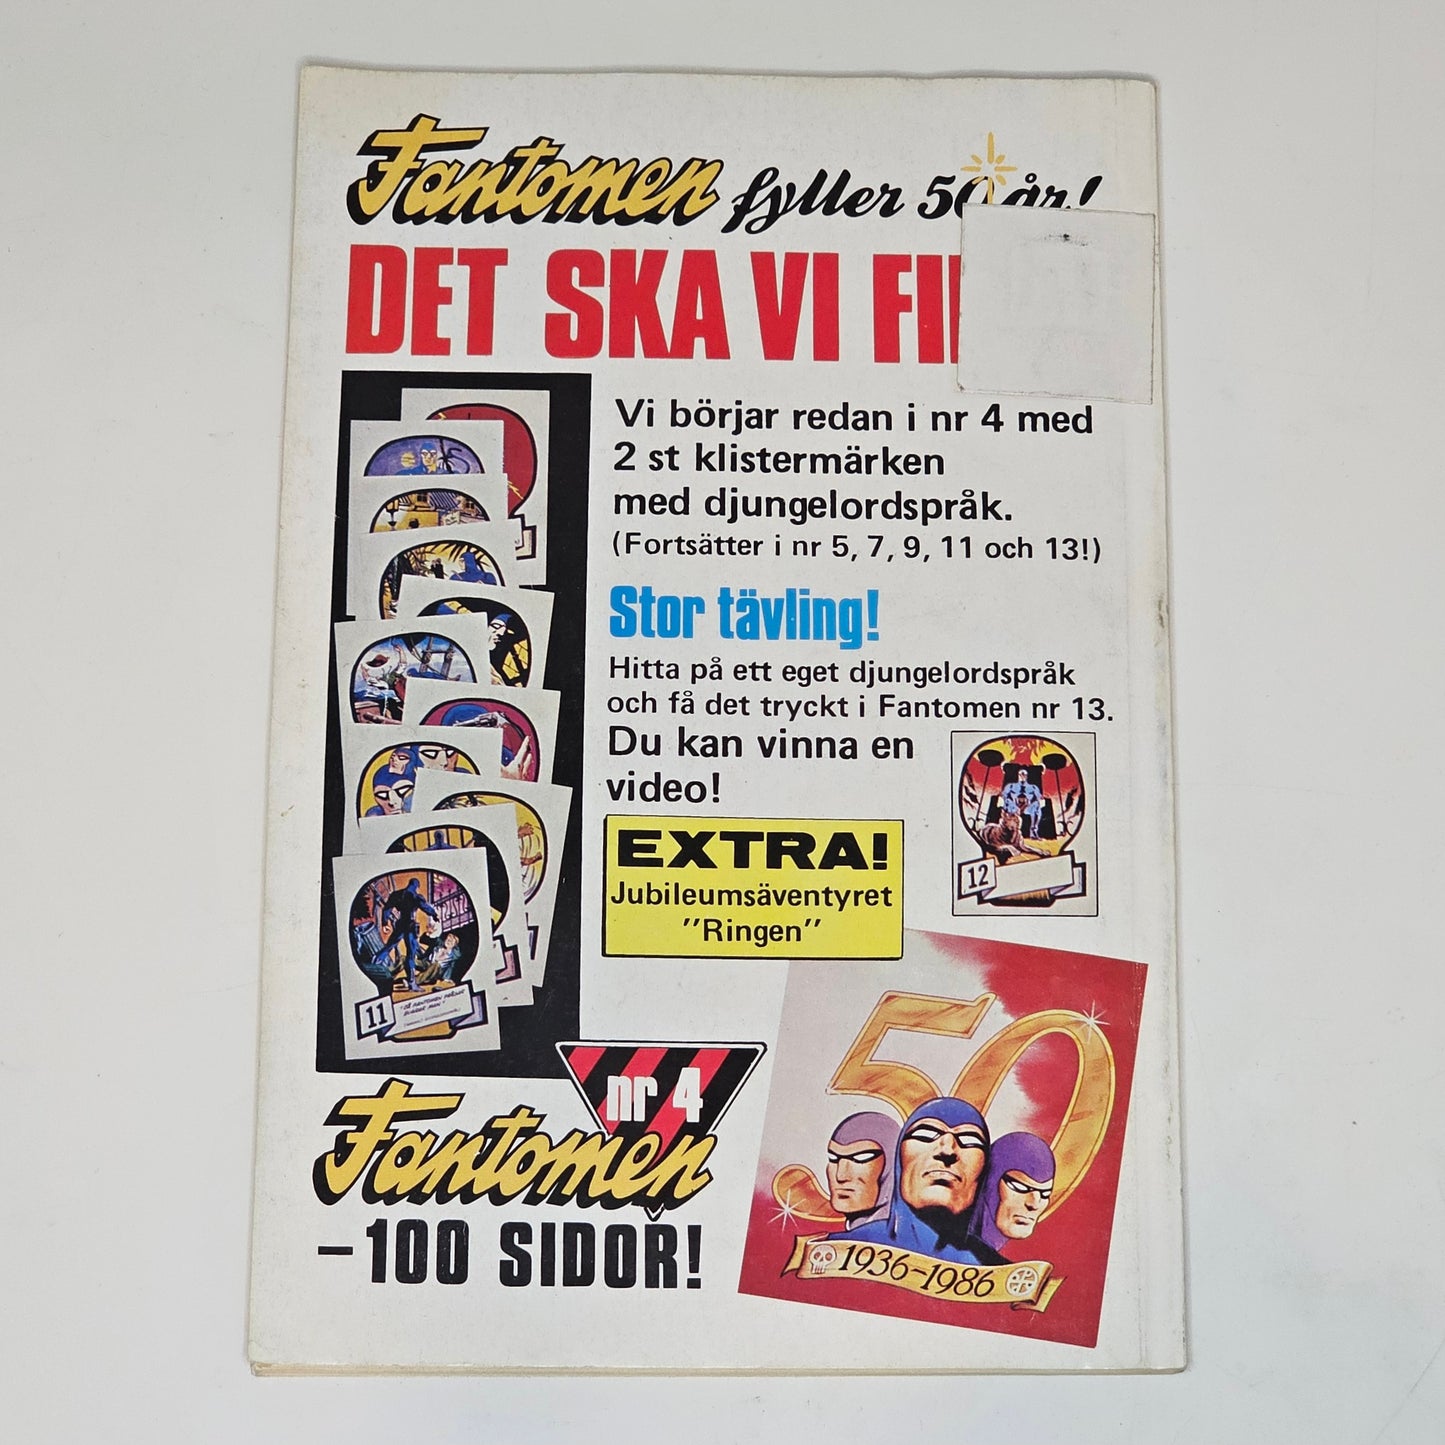 Fantomen fyller 50 år!
DET SKA VI
Vi börjar redan i nr 4 med
2 st klistermärken
med djungelordspråk.
(Fortsätter i nr 5, 7, 9, 11 och 13!)
Stor tävling!
Hitta på ett eget djungelordspråk
och få det tryckt i Fantomen nr 13.
Du kan vinna en
video!
12
EXTRA!
Jubileumsäventyret
"Ringen"
11
50
1936-1986
nr 4
Fantomen
– 100 SIDOR!